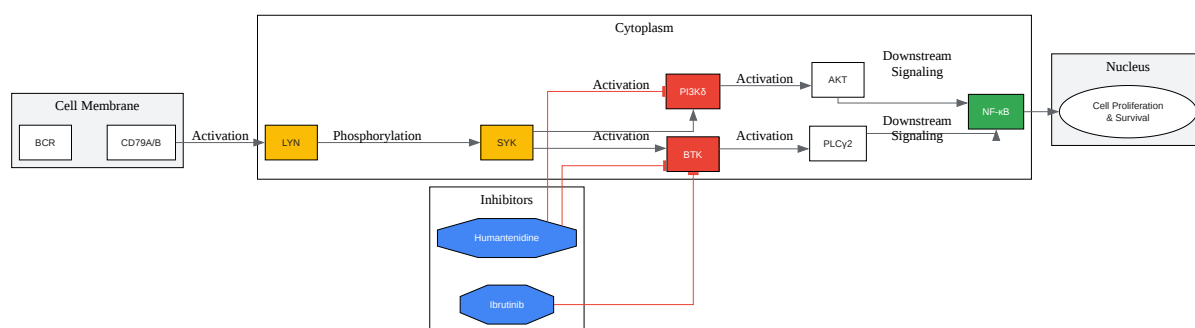 Cytoplasm
Cell Membrane
BCR
CD79A/B
Activation
LYN
Phosphorylation
SYK
Activation
PI3Kδ
Activation
AKT
Downstream
Signaling
Activation
BTK
Activation
PLCγ2
Downstream
Signaling
NF-κB
Nucleus
Cell Proliferation
& Survival
Inhibitors
Humantenidine
Ibrutinib